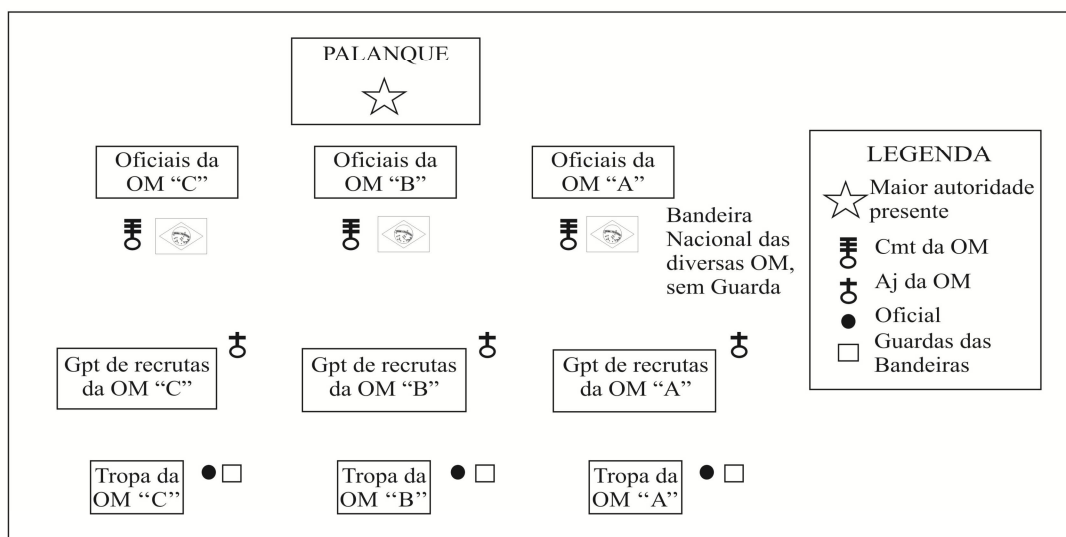 PALANQUE
Oficiais da
OM “C”
Oficiais da
OM “B”
Oficiais da
OM “A”
Bandeira
Nacional das
diversas OM,
sem Guarda
Gpt de recrutas
da OM “C”
Gpt de recrutas
da OM “B”
Gpt de recrutas
da OM “A”
Tropa da
OM “C”
Tropa da
OM “B”
Tropa da
OM “A”
LEGENDA
Maior autoridade
presente
Cmt da OM
Aj da OM
Oficial
Guardas das
Bandeiras